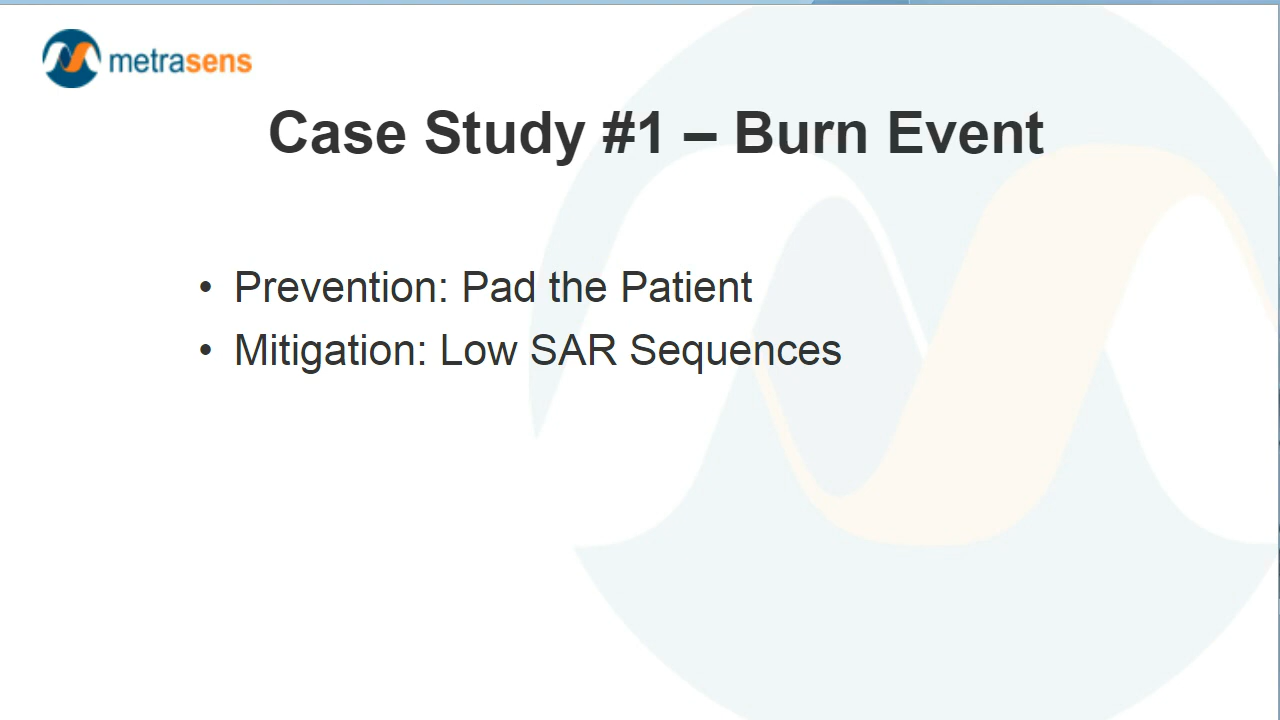 metrasens
Case Study #1 – Burn Event
• Prevention: Pad the Patient
• Mitigation: Low SAR Sequences